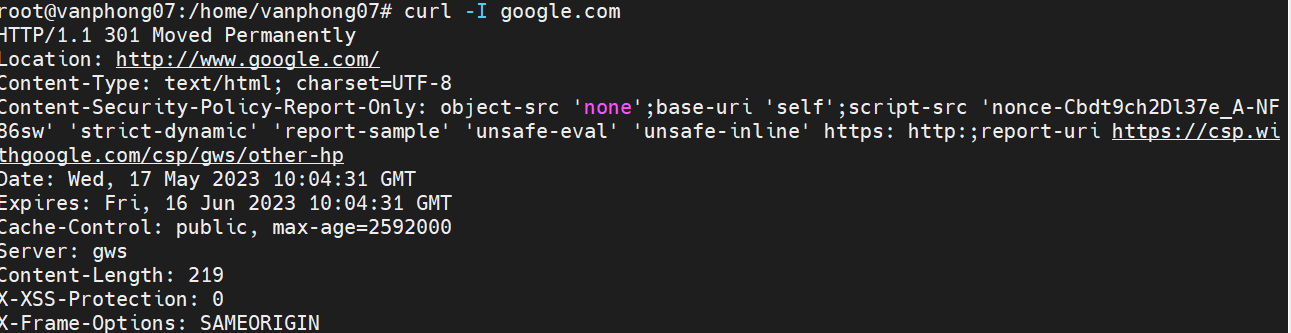 root@vanphong07:/home/vanphong07# curl -I google.com
HTTP/1.1 301 Moved Permanently
Location: http://www.google.com/
Content-Type: text/html; charset=UTF-8
Content-Security-Policy-Report-Only: object-src 'none';base-uri 'self';script-src 'nonce-Cbdt9ch2Dl37e_A-NF
86sw' 'strict-dynamic' 'report-sample' 'unsafe-eval' 'unsafe-inline' https: http:;report-uri https://csp.wi
thgoogle.com/csp/gws/other-hp
Date: Wed, 17 May 2023 10:04:31 GMT
Expires: Fri, 16 Jun 2023 10:04:31 GMT
Cache-Control: public, max-age=2592000
Server: gws
Content-Length: 219
X-XSS-Protection: 0
X-Frame-Options: SAMEORIGIN